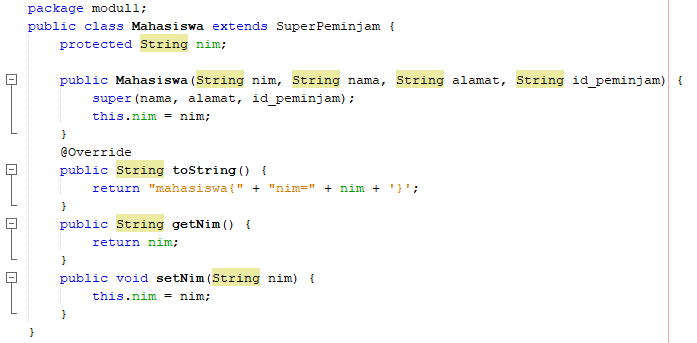 package modul1;
public class Mahasiswa extends SuperPeminjam {
    protected String nim;

    public Mahasiswa(String nim, String nama, String alamat, String id_peminjam) {
        super(nama, alamat, id_peminjam);
        this.nim = nim;
    }
    @Override
    public String toString() {
        return "mahasiswa{" + "nim=" + nim + '}';
    }
    public String getNim() {
        return nim;
    }
    public void setNim(String nim) {
        this.nim = nim;
    }
}